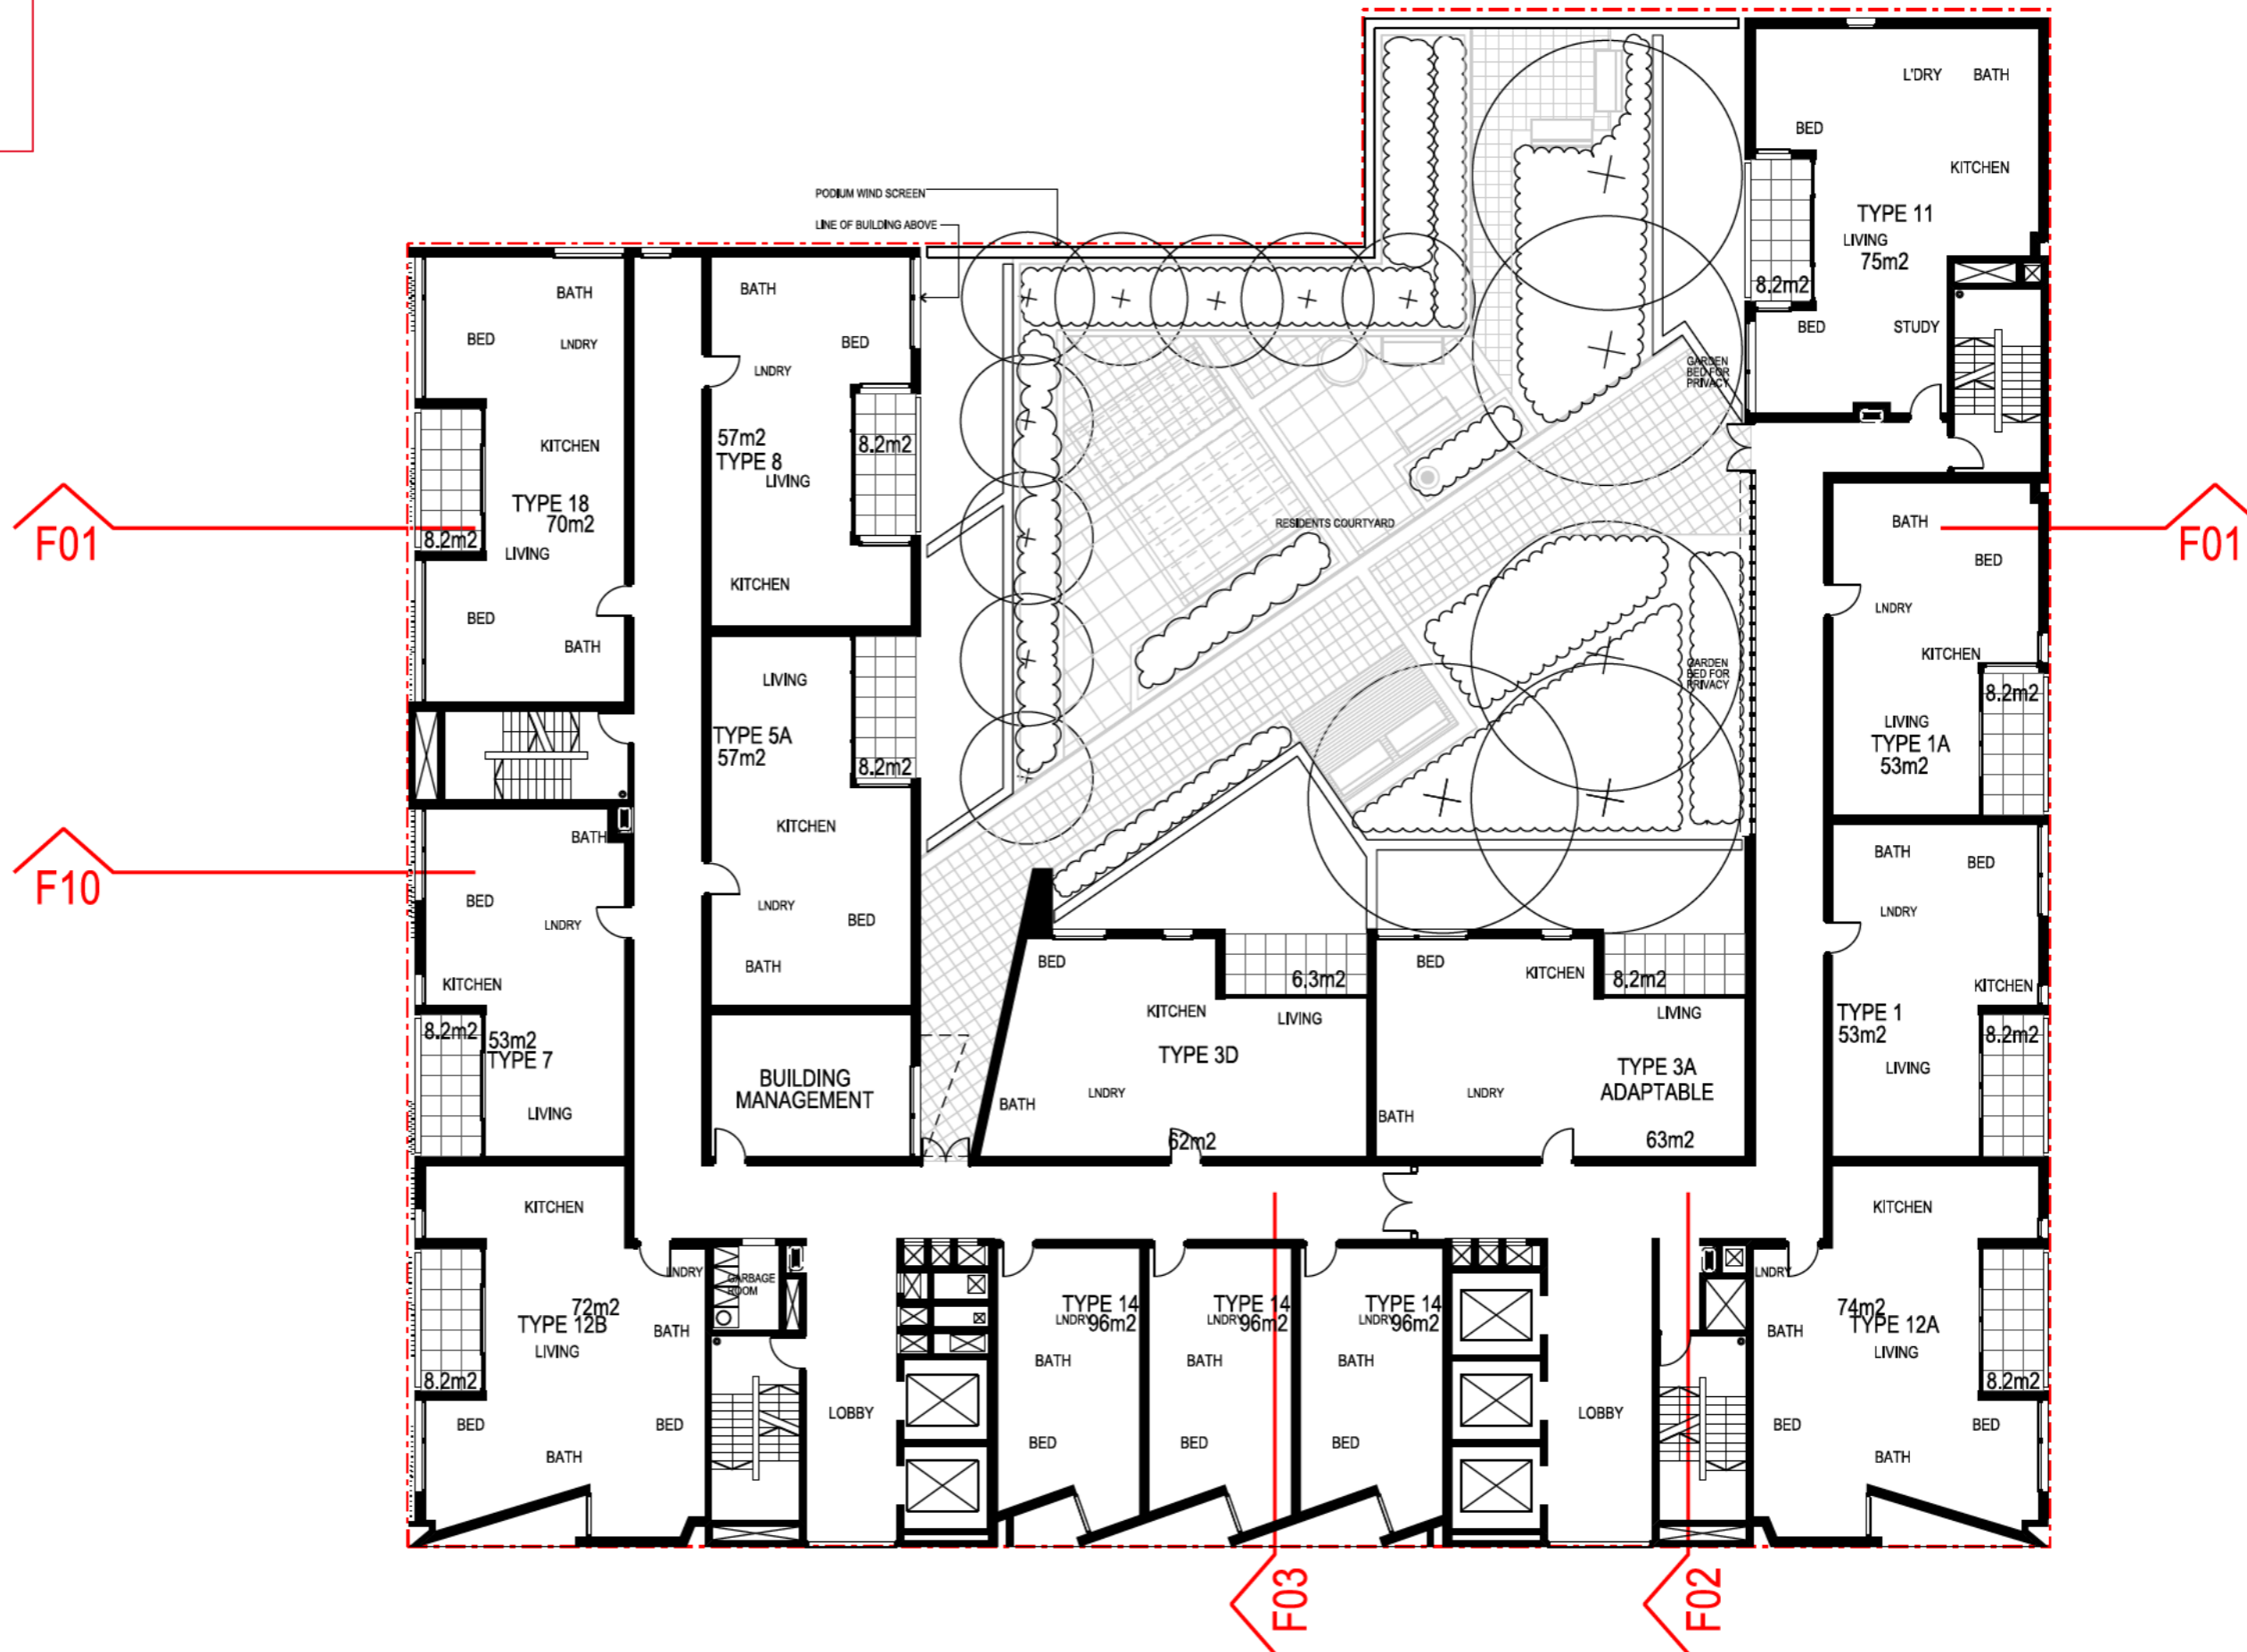 L'DRY BATH
BED
KITCHEN
TYPE 11
LIVING
75m2
8.2m2
BED STUDY
PODIUM WIND SCREEN
LINE OF BUILDING ABOVE
GARDEN
BED FOR
PRIVACY
BATH
BED
LNDRY
KITCHEN
TYPE 18
70m2
8.2m2
LIVING
BED
BATH
BATH
BED
LNDRY
57m2
TYPE 8
LIVING
8.2m2
KITCHEN
RESIDENTS COURTYARD
F01
F01
BATH
BED
LNDRY
KITCHEN
8.2m2
LIVING
TYPE 1A
53m2
GARDEN
BED FOR
PRIVACY
LIVING
TYPE 5A
57m2
8.2m2
KITCHEN
LNDRY
BED
BATH
F10
BATH
BED
LNDRY
KITCHEN
8.2m2
53m2
TYPE 7
LIVING
BUILDING
MANAGEMENT
BED
6.3m2
KITCHEN
LIVING
TYPE 3D
LNDRY
BATH
62m2
BED
KITCHEN
8.2m2
LIVING
TYPE 3A
ADAPTABLE
LNDRY
BATH
63m2
BATH
BED
LNDRY
KITCHEN
TYPE 1
53m2
8.2m2
LIVING
KITCHEN
LNDRY
72m2
TYPE 12B
LIVING
BATH
8.2m2
BED
BED
BATH
GARBAGE
ROOM
LOBBY
TYPE 14
LNDRY
96m2
BATH
BED
TYPE 14
LNDRY
96m2
BATH
BED
TYPE 14
LNDRY
96m2
BATH
BED
LOBBY
KITCHEN
LNDRY
74m2
TYPE 12A
BATH
LIVING
8.2m2
BED
BED
BATH
F03
F02